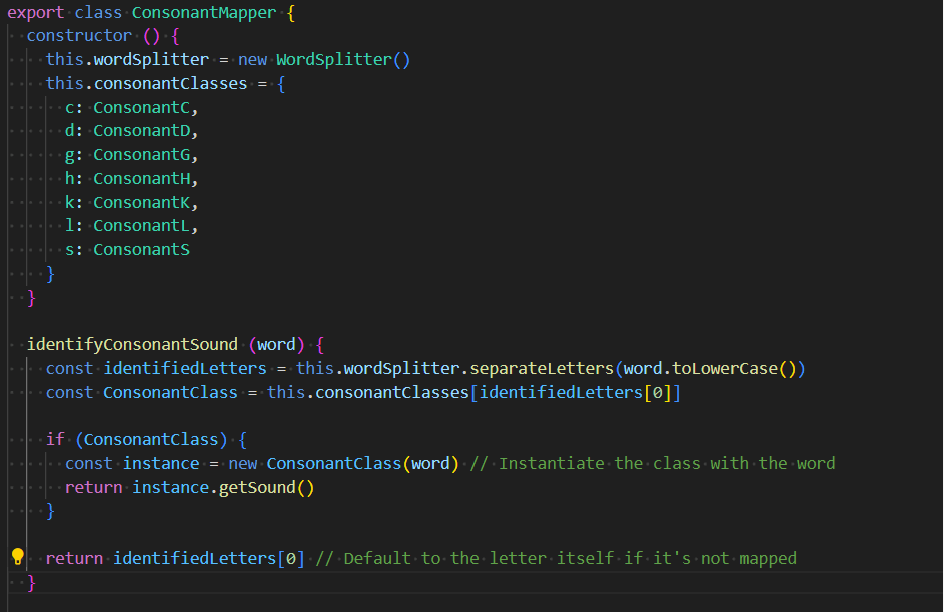 export class ConsonantMapper {
  constructor () {
    this.wordSplitter = new WordSplitter()
    this.consonantClasses = {
      c: ConsonantC,
      d: ConsonantD,
      g: ConsonantG,
      h: ConsonantH,
      k: ConsonantK,
      l: ConsonantL,
      s: ConsonantS
    }
  }

  identifyConsonantSound (word) {
    const identifiedLetters = this.wordSplitter.separateLetters(word.toLowerCase())
    const ConsonantClass = this.consonantClasses[identifiedLetters[0]]

    if (ConsonantClass) {
      const instance = new ConsonantClass(word) // Instantiate the class with the word
      return instance.getSound()
    }

    return identifiedLetters[0] // Default to the letter itself if it's not mapped
  }